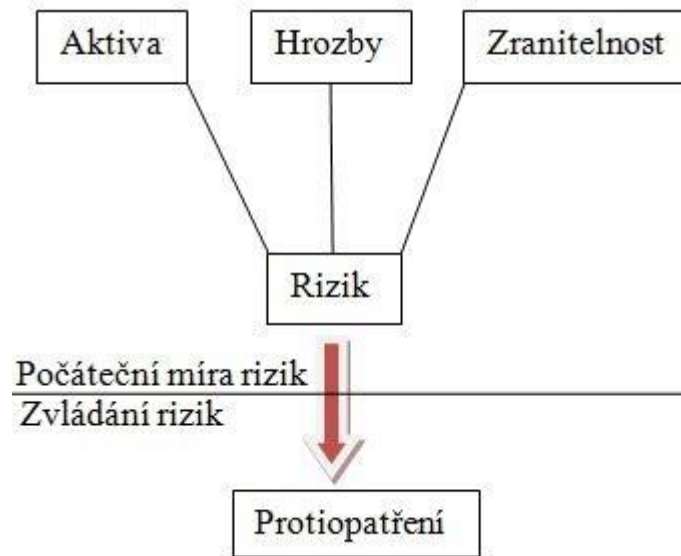 Aktiva
Hrozby
Zranitelnost
Rizik
Počáteční míra rizik
Zvládání rizik
Protiopatření